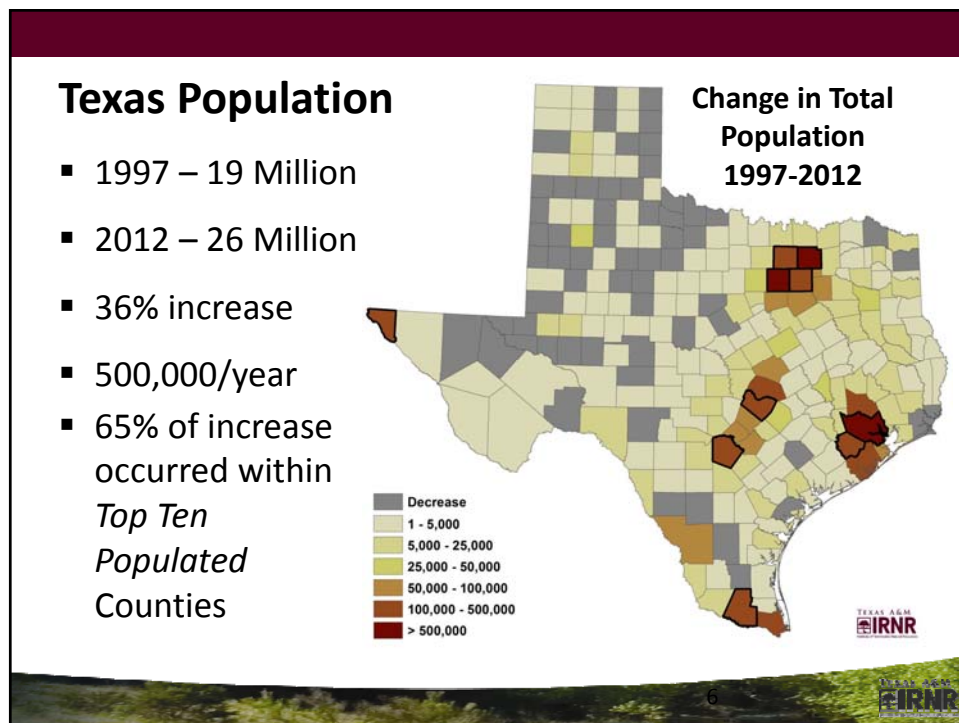 Texas Population
▪ 1997 – 19 Million
▪ 2012 – 26 Million
▪ 36% increase
▪ 500,000/year
▪ 65% of increase
occurred within
Top Ten
Populated
Counties
Change in Total
Population
1997-2012
Decrease
1 - 5,000
5,000 - 25,000
25,000 - 50,000
50,000 - 100,000
100,000 - 500,000
> 500,000
TEXAS A&M
IRNR
6
TEXAS A&M
IRNR